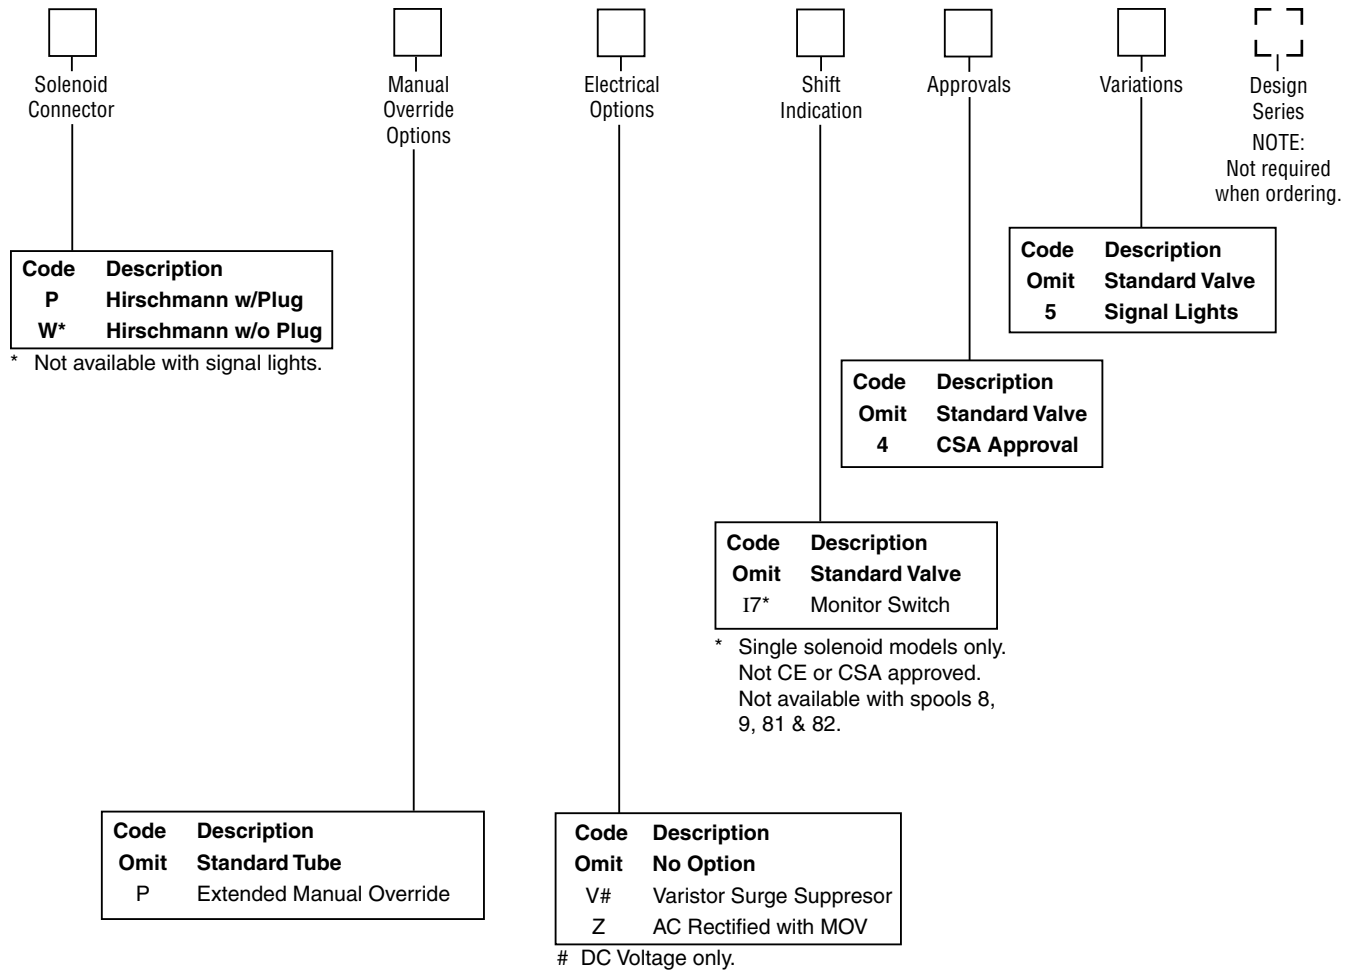 Solenoid
Connector
Manual
Override
Options
Electrical
Options
Shift
Indication
Approvals
Variations
Design
Series
NOTE:
Not required
when ordering.
Code Description
P Hirschmann w/Plug
W* Hirschmann w/o Plug
* Not available with signal lights.
Code Description
Omit Standard Valve
5 Signal Lights
Code Description
Omit Standard Valve
4 CSA Approval
Code Description
Omit Standard Valve
I7* Monitor Switch
* Single solenoid models only.
Not CE or CSA approved.
Not available with spools 8,
9, 81 & 82.
Code Description
Omit Standard Tube
P Extended Manual Override
Code Description
Omit No Option
V# Varistor Surge Suppresor
Z AC Rectified with MOV
# DC Voltage only.